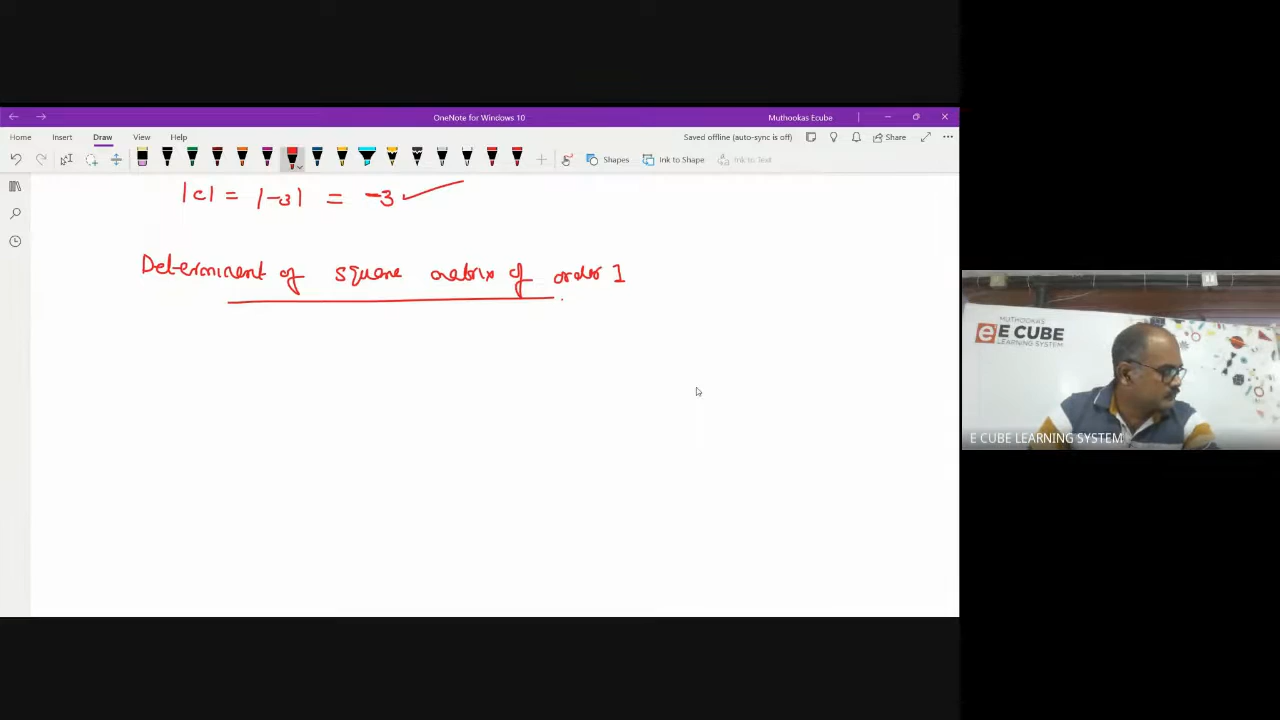 OneNote for Windows 10
Muthookas Ecube
Home Insert Draw View Help
Saved offline (auto-sync is off)
Share
Shapes
Ink to Shape
Ink to Text
|c| = |-3| = -3
Determinent of square matrix of order 1
MUTHOOKAS
e E CUBE
LEARNING SYSTEM
E CUBE LEARNING SYSTEM